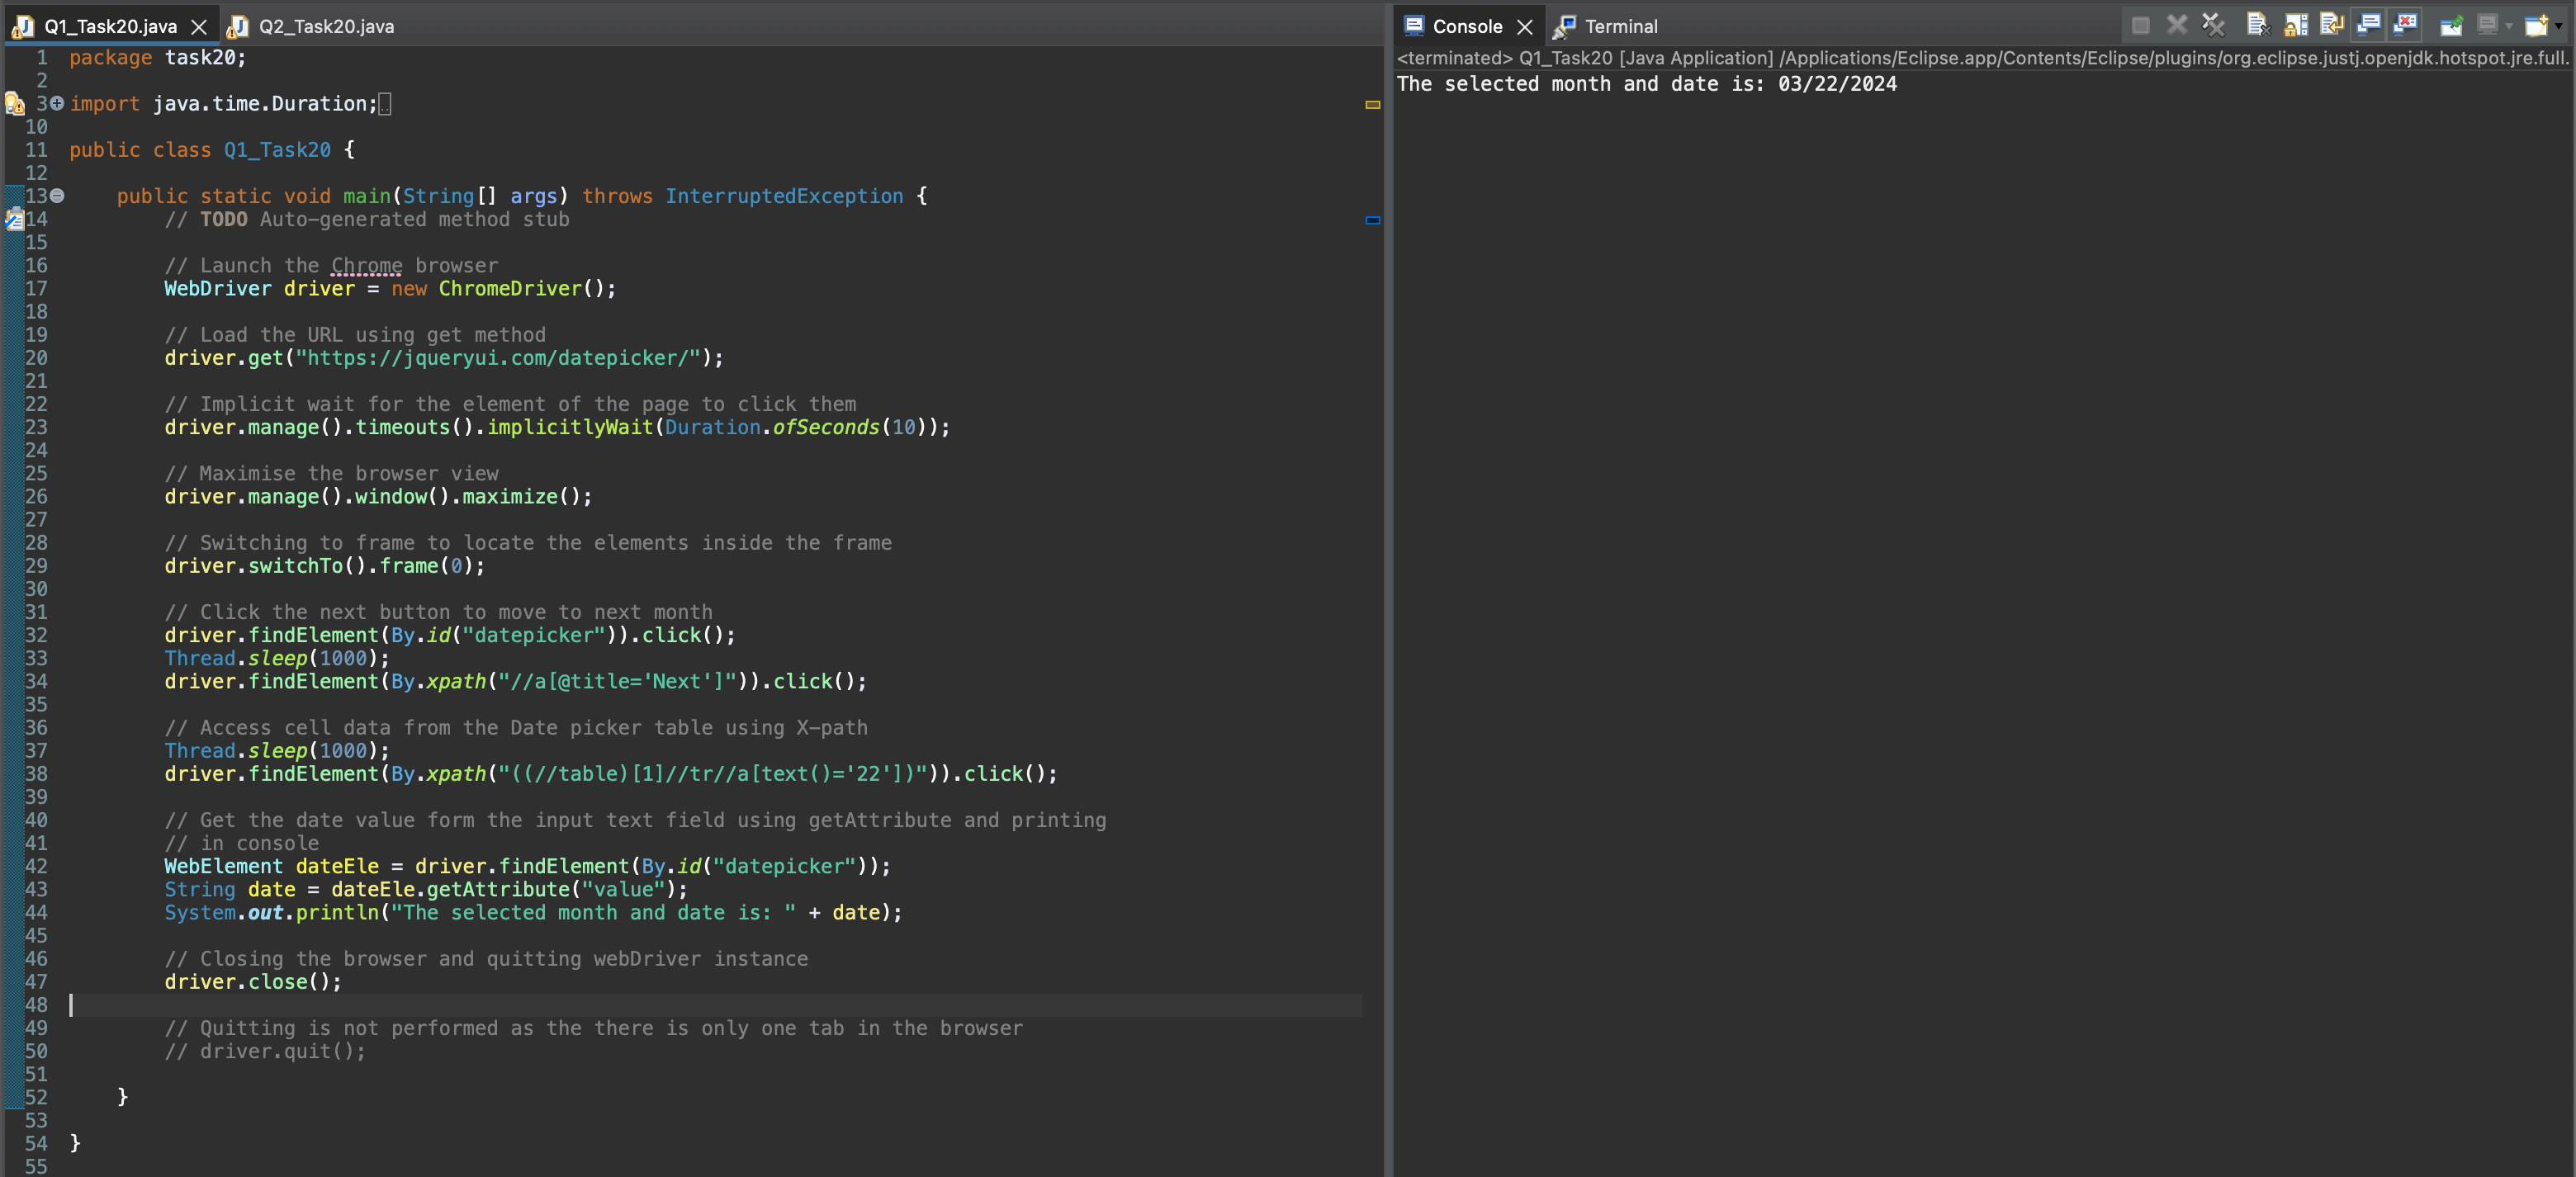 Q1_Task20.java
Q2_Task20.java
1 package task20;
2
3 import java.time.Duration;
10
11 public class Q1_Task20 {
12
13 public static void main(String[] args) throws InterruptedException {
14 // TODO Auto-generated method stub
15
16 // Launch the Chrome browser
17 WebDriver driver = new ChromeDriver();
18
19 // Load the URL using get method
20 driver.get("https://jqueryui.com/datepicker/");
21
22 // Implicit wait for the element of the page to click them
23 driver.manage().timeouts().implicitlyWait(Duration.ofSeconds(10));
24
25 // Maximise the browser view
26 driver.manage().window().maximize();
27
28 // Switching to frame to locate the elements inside the frame
29 driver.switchTo().frame(0);
30
31 // Click the next button to move to next month
32 driver.findElement(By.id("datepicker")).click();
33 Thread.sleep(1000);
34 driver.findElement(By.xpath("//a[@title='Next']")).click();
35
36 // Access cell data from the Date picker table using X-path
37 Thread.sleep(1000);
38 driver.findElement(By.xpath("((//table)[1]//tr//a[text()='22'])")).click();
39
40 // Get the date value form the input text field using getAttribute and printing
41 // in console
42 WebElement dateEle = driver.findElement(By.id("datepicker"));
43 String date = dateEle.getAttribute("value");
44 System.out.println("The selected month and date is: " + date);
45
46 // Closing the browser and quitting webDriver instance
47 driver.close();
48
49 // Quitting is not performed as the there is only one tab in the browser
50 // driver.quit();
51
52 }
53
54 }
55
Console
Terminal
<terminated> Q1_Task20 [Java Application] /Applications/Eclipse.app/Contents/Eclipse/plugins/org.eclipse.justj.openjdk.hotspot.jre.full.
The selected month and date is: 03/22/2024